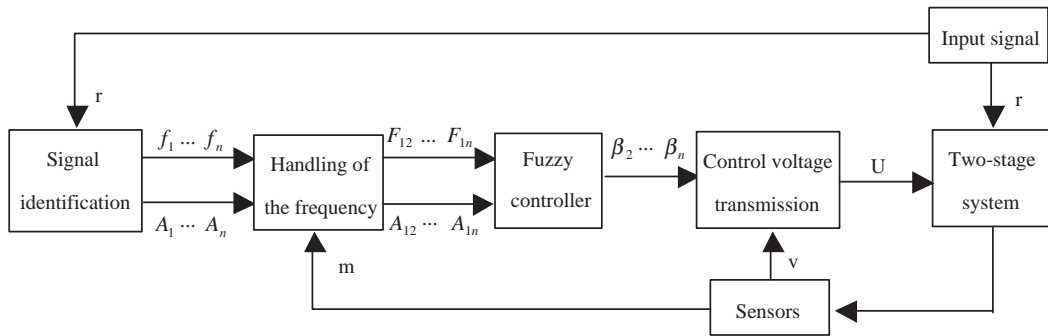 Input signal
r
r
Signal
identification
f₁ ··· fₙ
A₁ ··· Aₙ
Handling of
the frequency
F₁₂ ··· F₁ₙ
A₁₂ ··· A₁ₙ
Fuzzy
controller
β₂ ··· βₙ
Control voltage
transmission
U
Two-stage
system
m
v
Sensors